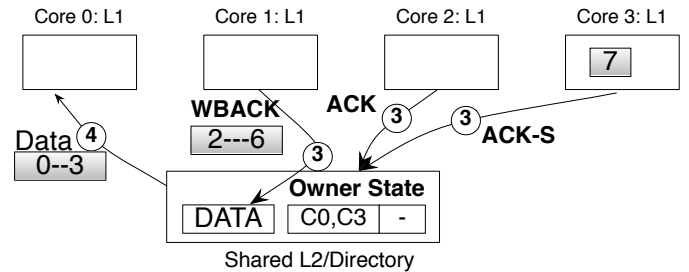 Core 0: L1 Core 1: L1 Core 2: L1 Core 3: L1
7
WBACK ACK 3 3 ACK-S
Data 4 2---6 3
0--3
Owner State
DATA C0,C3 -
Shared L2/Directory